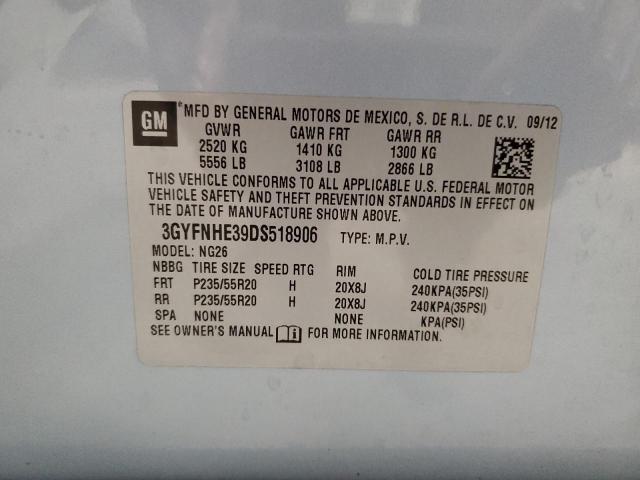 GM
*MFD BY GENERAL MOTORS DE MEXICO, S. DE R.L. DE C.V. 09/12
GVWR GAWR FRT GAWR RR
2520 KG 1410 KG 1300 KG
5556 LB 3108 LB 2866 LB
THIS VEHICLE CONFORMS TO ALL APPLICABLE U.S. FEDERAL MOTOR
VEHICLE SAFETY AND THEFT PREVENTION STANDARDS IN EFFECT ON
THE DATE OF MANUFACTURE SHOWN ABOVE.
3GYFNHE39DS518906 TYPE: M.P.V.
MODEL: NG26
NBBG TIRE SIZE SPEED RTG RIM COLD TIRE PRESSURE
FRT P235/55R20 H 20X8J 240KPA(35PSI)
RR P235/55R20 H 20X8J 240KPA(35PSI)
SPA NONE NONE KPA(PSI)
SEE OWNER'S MANUAL FOR MORE INFORMATION.